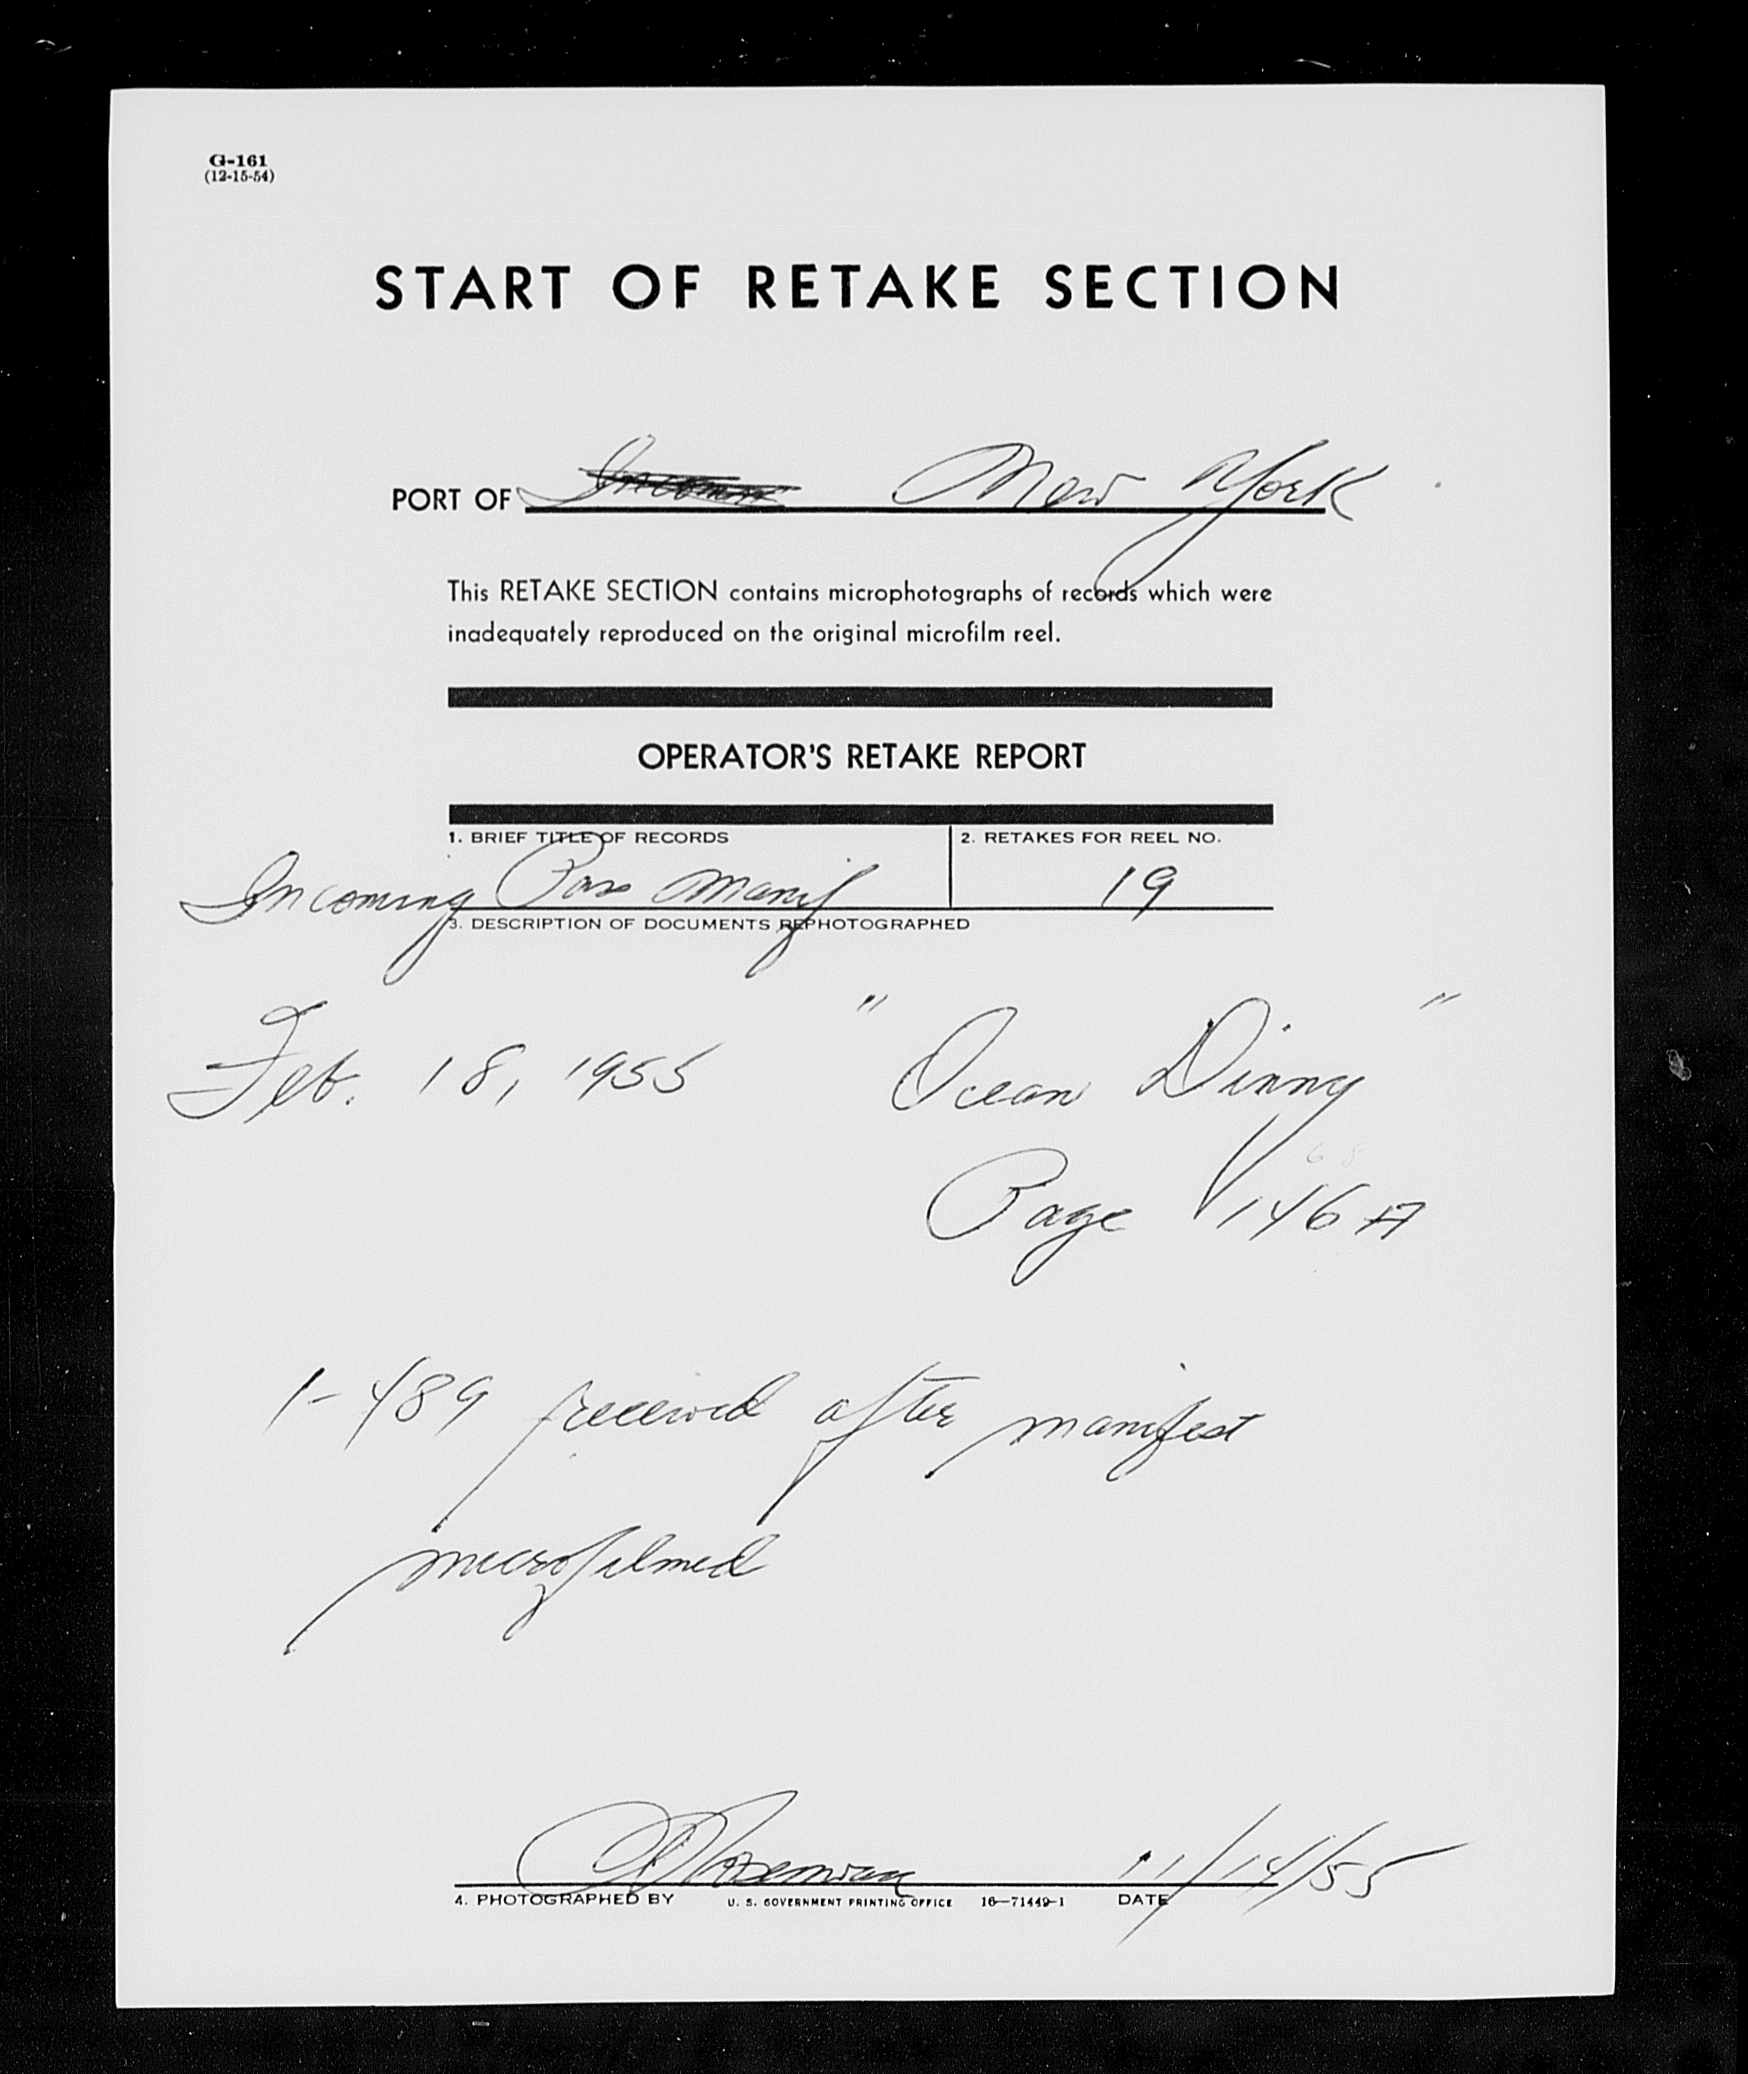 G-161
(12-15-54)
START OF RETAKE SECTION
PORT OF New York
This RETAKE SECTION contains microphotographs of records which were
inadequately reproduced on the original microfilm reel.
OPERATOR'S RETAKE REPORT
1. BRIEF TITLE OF RECORDS
Incoming Pass Manif
2. RETAKES FOR REEL NO.
19
3. DESCRIPTION OF DOCUMENTS REPHOTOGRAPHED
Feb. 18, 1955 "Ocean Dinny"
Page 146A
1-489 received after manifest
microfilmed
11/14/55
4. PHOTOGRAPHED BY U. S. GOVERNMENT PRINTING OFFICE 16—71449-1 DATE